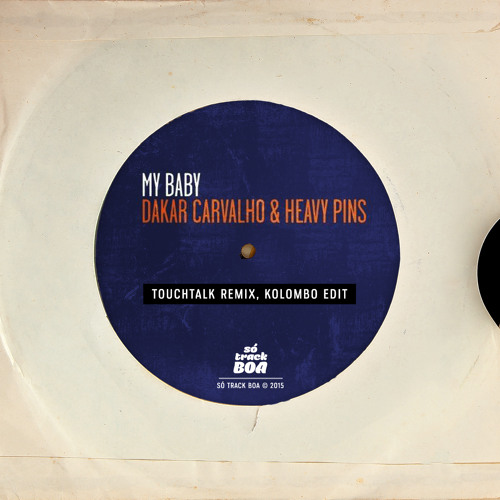 MY BABY
DAKAR CARVALHO & HEAVY PINS
TOUCHTALK REMIX, KOLOMBO EDIT
só
track
BOA
SÓ TRACK BOA © 2015